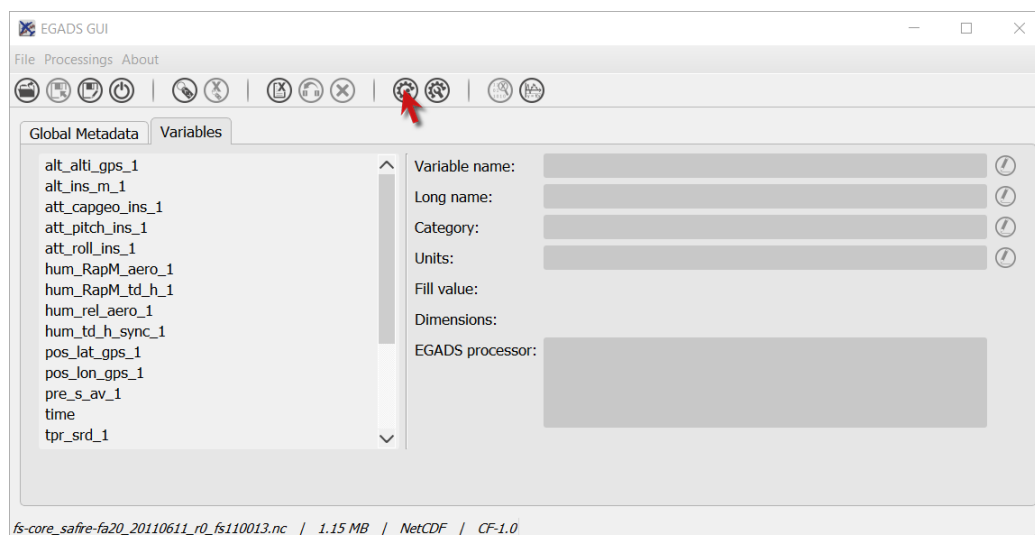 EGADS GUI
File Processings About
Global Metadata Variables
alt_alti_gps_1
alt_ins_m_1
att_capgeo_ins_1
att_pitch_ins_1
att_roll_ins_1
hum_RapM_aero_1
hum_RapM_td_h_1
hum_rel_aero_1
hum_td_h_sync_1
pos_lat_gps_1
pos_lon_gps_1
pre_s_av_1
time
tpr_srd_1
Variable name:
Long name:
Category:
Units:
Fill value:
Dimensions:
EGADS processor:
fs-core_safire-fa20_20110611_r0_fs110013.nc | 1.15 MB | NetCDF | CF-1.0